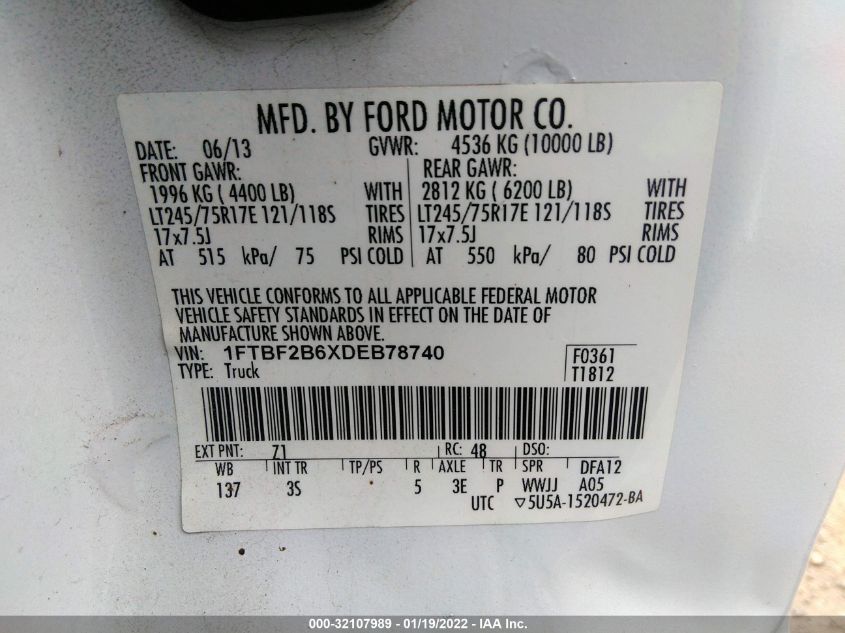 MFD. BY FORD MOTOR CO.
DATE: 06/13 GVWR: 4536 KG (10000 LB)
FRONT GAWR: REAR GAWR:
1996 KG ( 4400 LB) WITH 2812 KG ( 6200 LB) WITH
LT245/75R17E 121/118S TIRES LT245/75R17E 121/118S TIRES
17x7.5J RIMS 17x7.5J RIMS
AT 515 kPa/ 75 PSI COLD AT 550 kPa/ 80 PSI COLD
THIS VEHICLE CONFORMS TO ALL APPLICABLE FEDERAL MOTOR
VEHICLE SAFETY STANDARDS IN EFFECT ON THE DATE OF
MANUFACTURE SHOWN ABOVE.
VIN: 1FTBF2B6XDEB78740 F0361
TYPE: Truck T1812
EXT PNT: Z1 RC: 48 DSO:
WB INT TR TP/PS R AXLE TR SPR DFA12
137 3S 5 3E P WWJJ A05
UTC ▽5U5A-1520472-BA
000-32107989 - 01/19/2022 - IAA Inc.